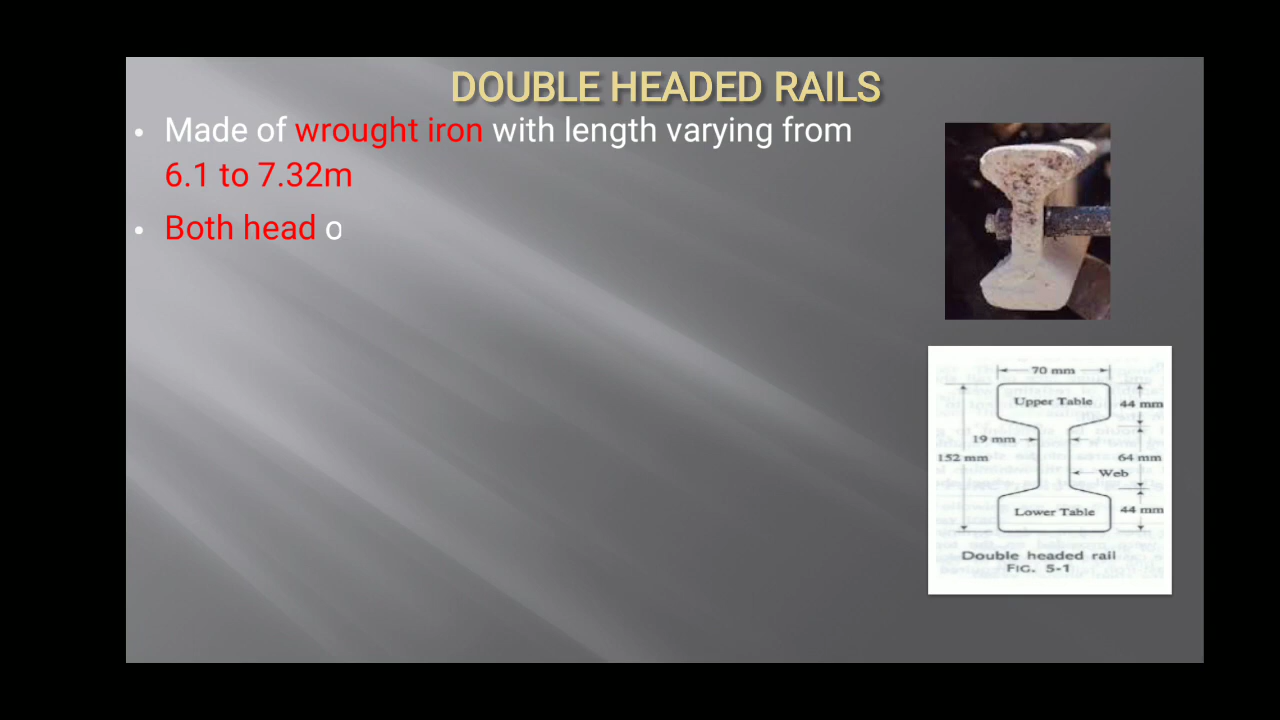 DOUBLE HEADED RAILS
• Made of wrought iron with length varying from
6.1 to 7.32m
• Both head o
70 mm
Upper Table
44 mm
19 mm
152 mm
64 mm
Web
Lower Table
44 mm
Double headed rail
FIG. 5-1